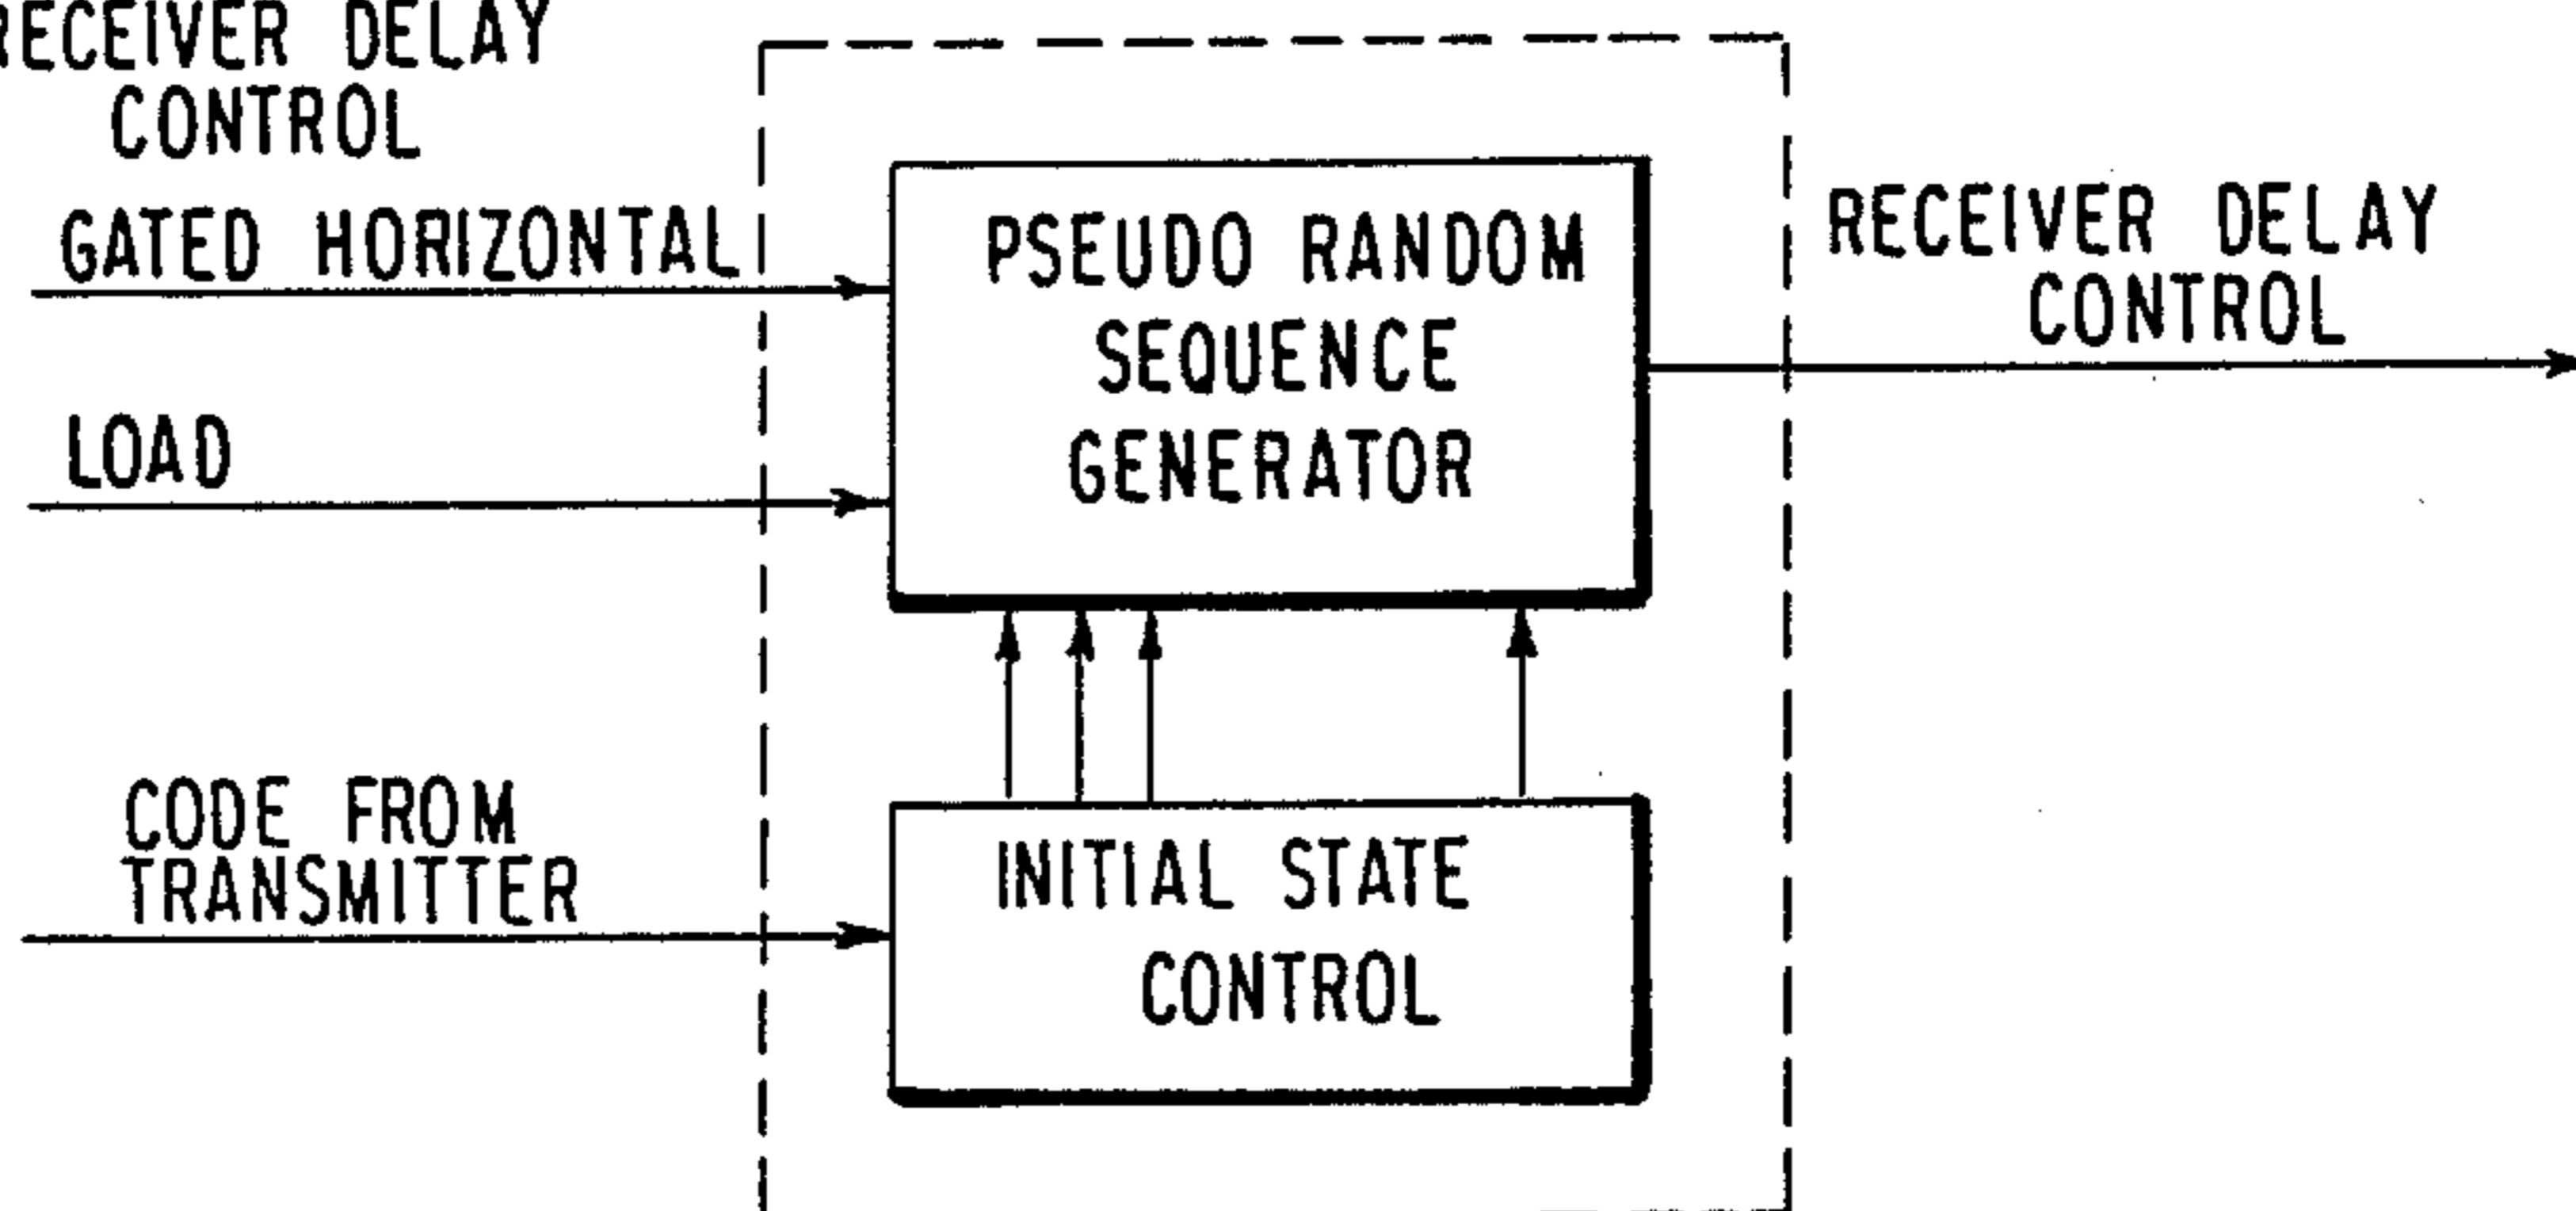 RECEIVER DELAY
CONTROL
GATED HORIZONTAL
LOAD
CODE FROM
TRANSMITTER
PSEUDO RANDOM
SEQUENCE
GENERATOR
INITIAL STATE
CONTROL
RECEIVER DELAY
CONTROL